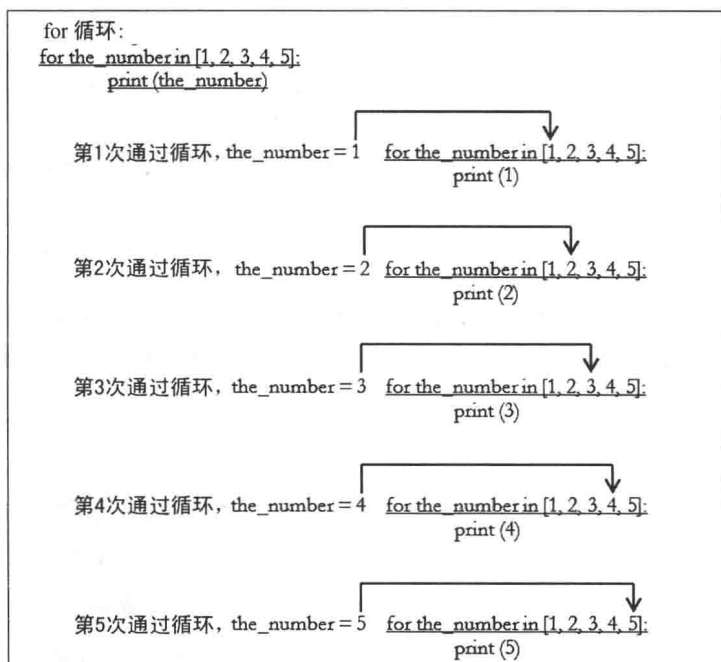 for 循环:
for the_number in [1, 2, 3, 4, 5]:
print (the_number)
第1次通过循环, the_number = 1 for the_number in [1, 2, 3, 4, 5]:
print (1)
第2次通过循环, the_number = 2 for the_number in [1, 2, 3, 4, 5]:
print (2)
第3次通过循环, the_number = 3 for the_number in [1, 2, 3, 4, 5]:
print (3)
第4次通过循环, the_number = 4 for the_number in [1, 2, 3, 4, 5]:
print (4)
第5次通过循环, the_number = 5 for the_number in [1, 2, 3, 4, 5]:
print (5)